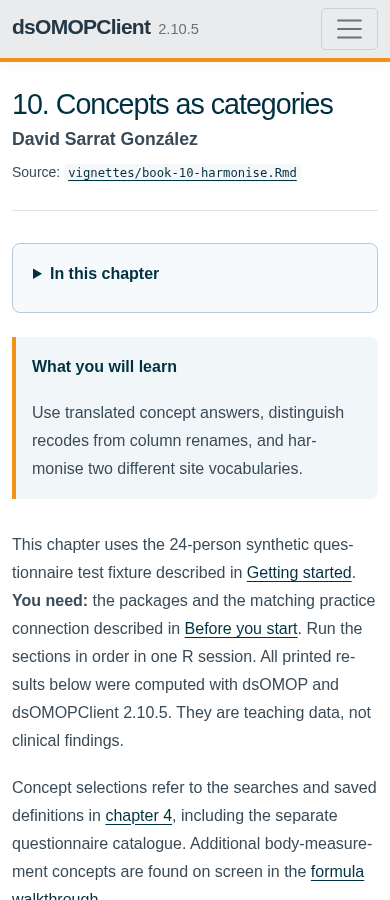 dsOMOPClient 2.10.5
10. Concepts as categories
David Sarrat González
Source: vignettes/book-10-harmonise.Rmd
In this chapter
What you will learn
Use translated concept answers, distinguish
recodes from column renames, and har-
monise two different site vocabularies.
This chapter uses the 24-person synthetic ques-
tionnaire test fixture described in Getting started.
You need: the packages and the matching practice
connection described in Before you start. Run the
sections in order in one R session. All printed re-
sults below were computed with dsOMOP and
dsOMOPClient 2.10.5. They are teaching data, not
clinical findings.
Concept selections refer to the searches and saved
definitions in chapter 4, including the separate
questionnaire catalogue. Additional body-measure-
ment concepts are found on screen in the formula
walkthrough.